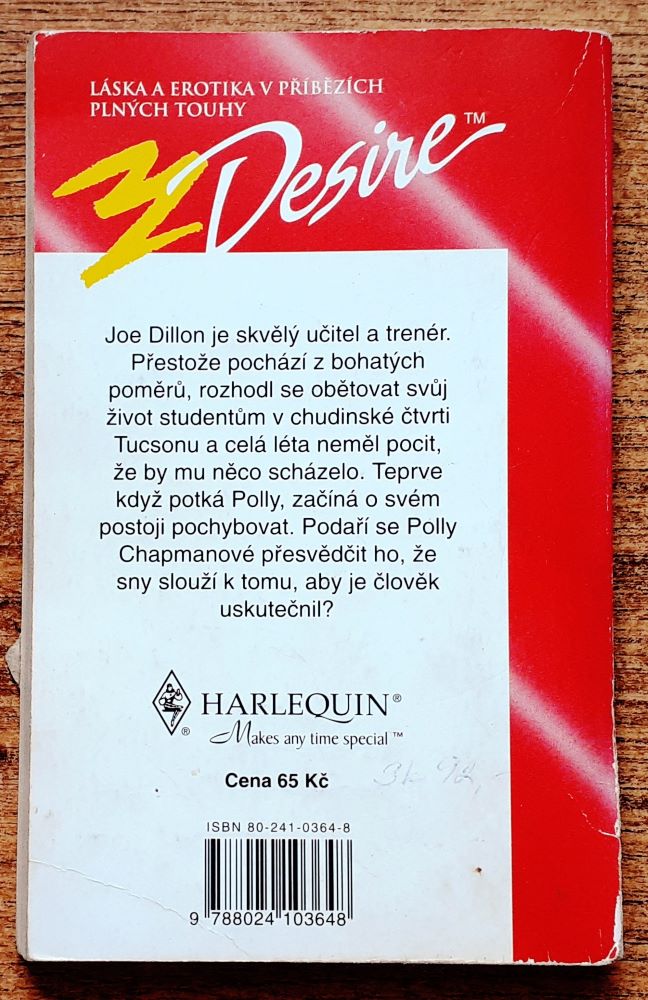 LÁSKA A EROTIKA V PŘÍBĚZÍCH
PLNÝCH TOUHY
Desire™
Joe Dillon je skvělý učitel a trenér.
Přestože pochází z bohatých
poměrů, rozhodl se obětovat svůj
život studentům v chudinské čtvrti
Tucsonu a celá léta neměl pocit,
že by mu něco scházelo. Teprve
když potká Polly, začíná o svém
postoji pochybovat. Podaří se Polly
Chapmanové přesvědčit ho, že
sny slouží k tomu, aby je člověk
uskutečnil?
HARLEQUIN®
®
Makes any time special™
Cena 65 Kč
ISBN 80-241-0364-8
9 788024 103648